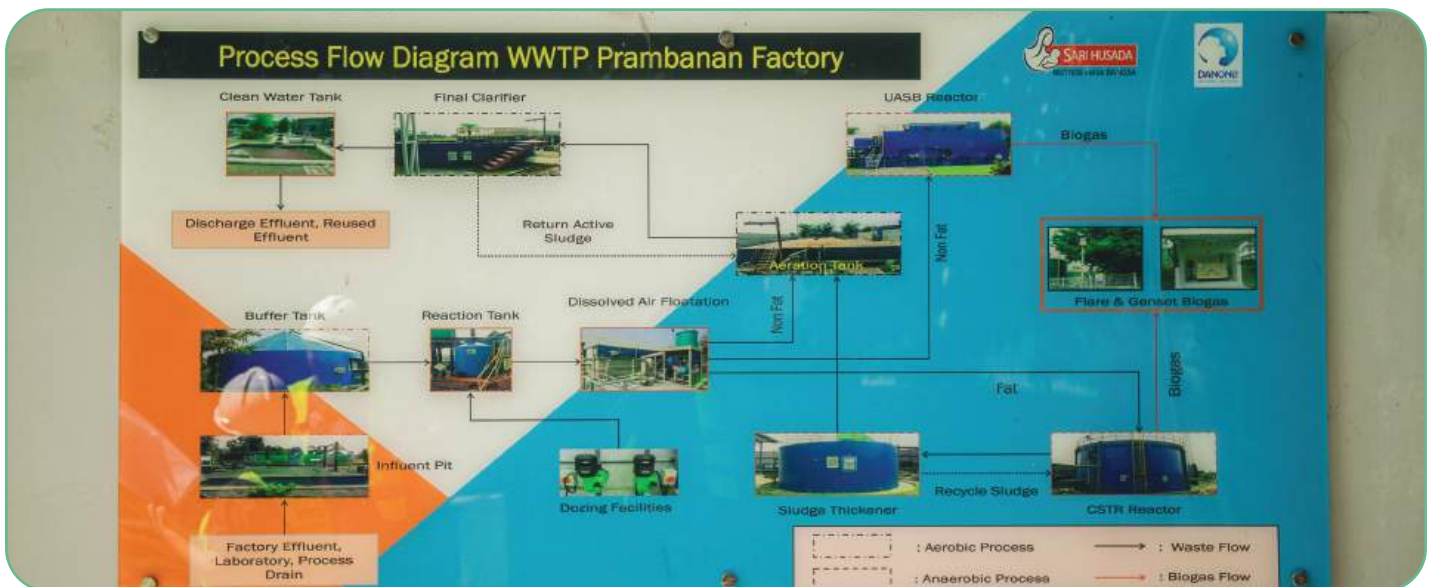 Process Flow Diagram WWTP Prambanan Factory
SARI HUSADA
DANONE
Clean Water Tank
Final Clarifier
UASB Reactor
Biogas
Discharge Effluent, Reused
Effluent
Return Active
Sludge
Aeration Tank
Non Fat
Non Fat
Flare & Genset Biogas
Buffer Tank
Reaction Tank
Dissolved Air Floatation
Fat
Biogas
Influent Pit
Dozing Facilities
Sludge Thickener
Recycle Sludge
CSTR Reactor
Factory Effluent,
Laboratory, Process
Drain
: Aerobic Process
: Waste Flow
: Anaerobic Process
: Biogas Flow